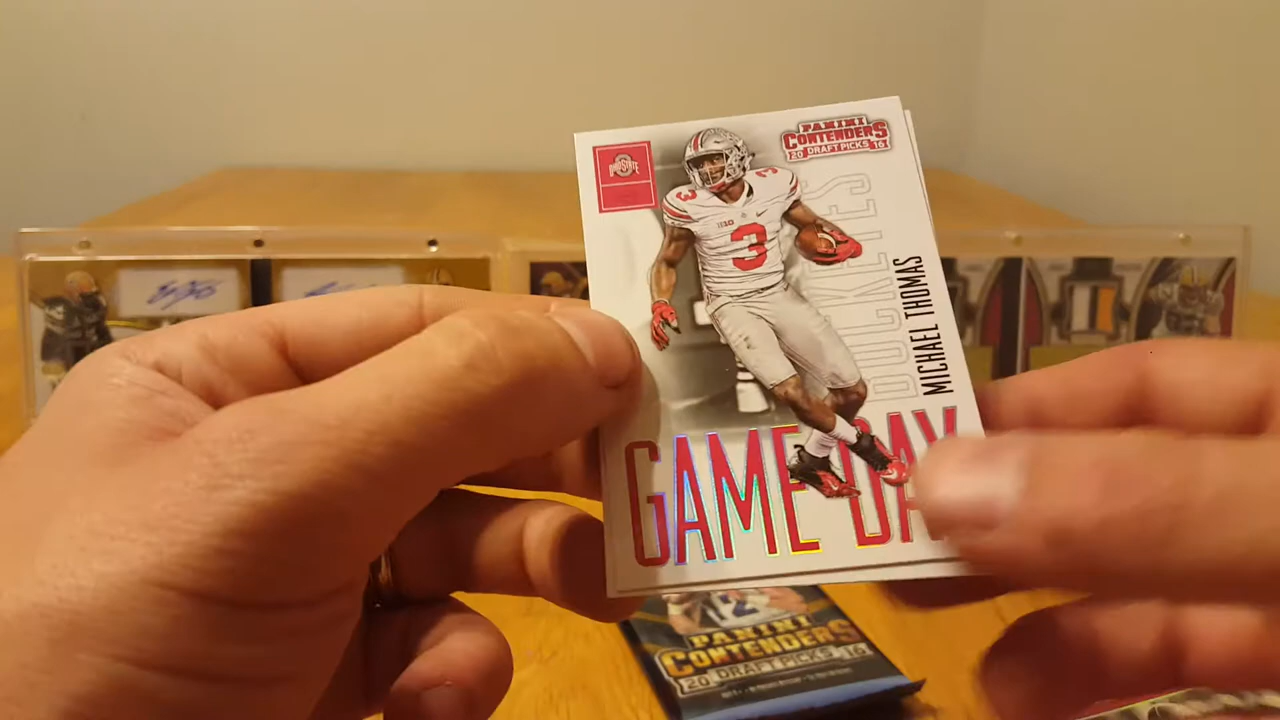 PANINI
CONTENDERS
20 DRAFT PICKS 16
OHIO STATE
3
3
B1G
3
BUCKEYES
MICHAEL THOMAS
GAME DAY
PANINI
CONTENDERS
20 DRAFT PICKS 16